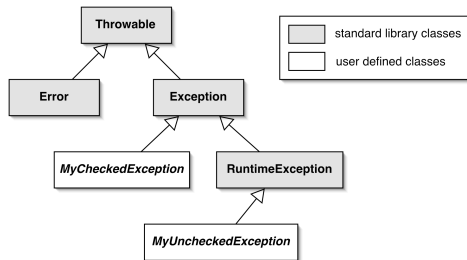 Throwable
standard library classes
user defined classes
Error
Exception
MyCheckedException
RuntimeException
MyUncheckedException